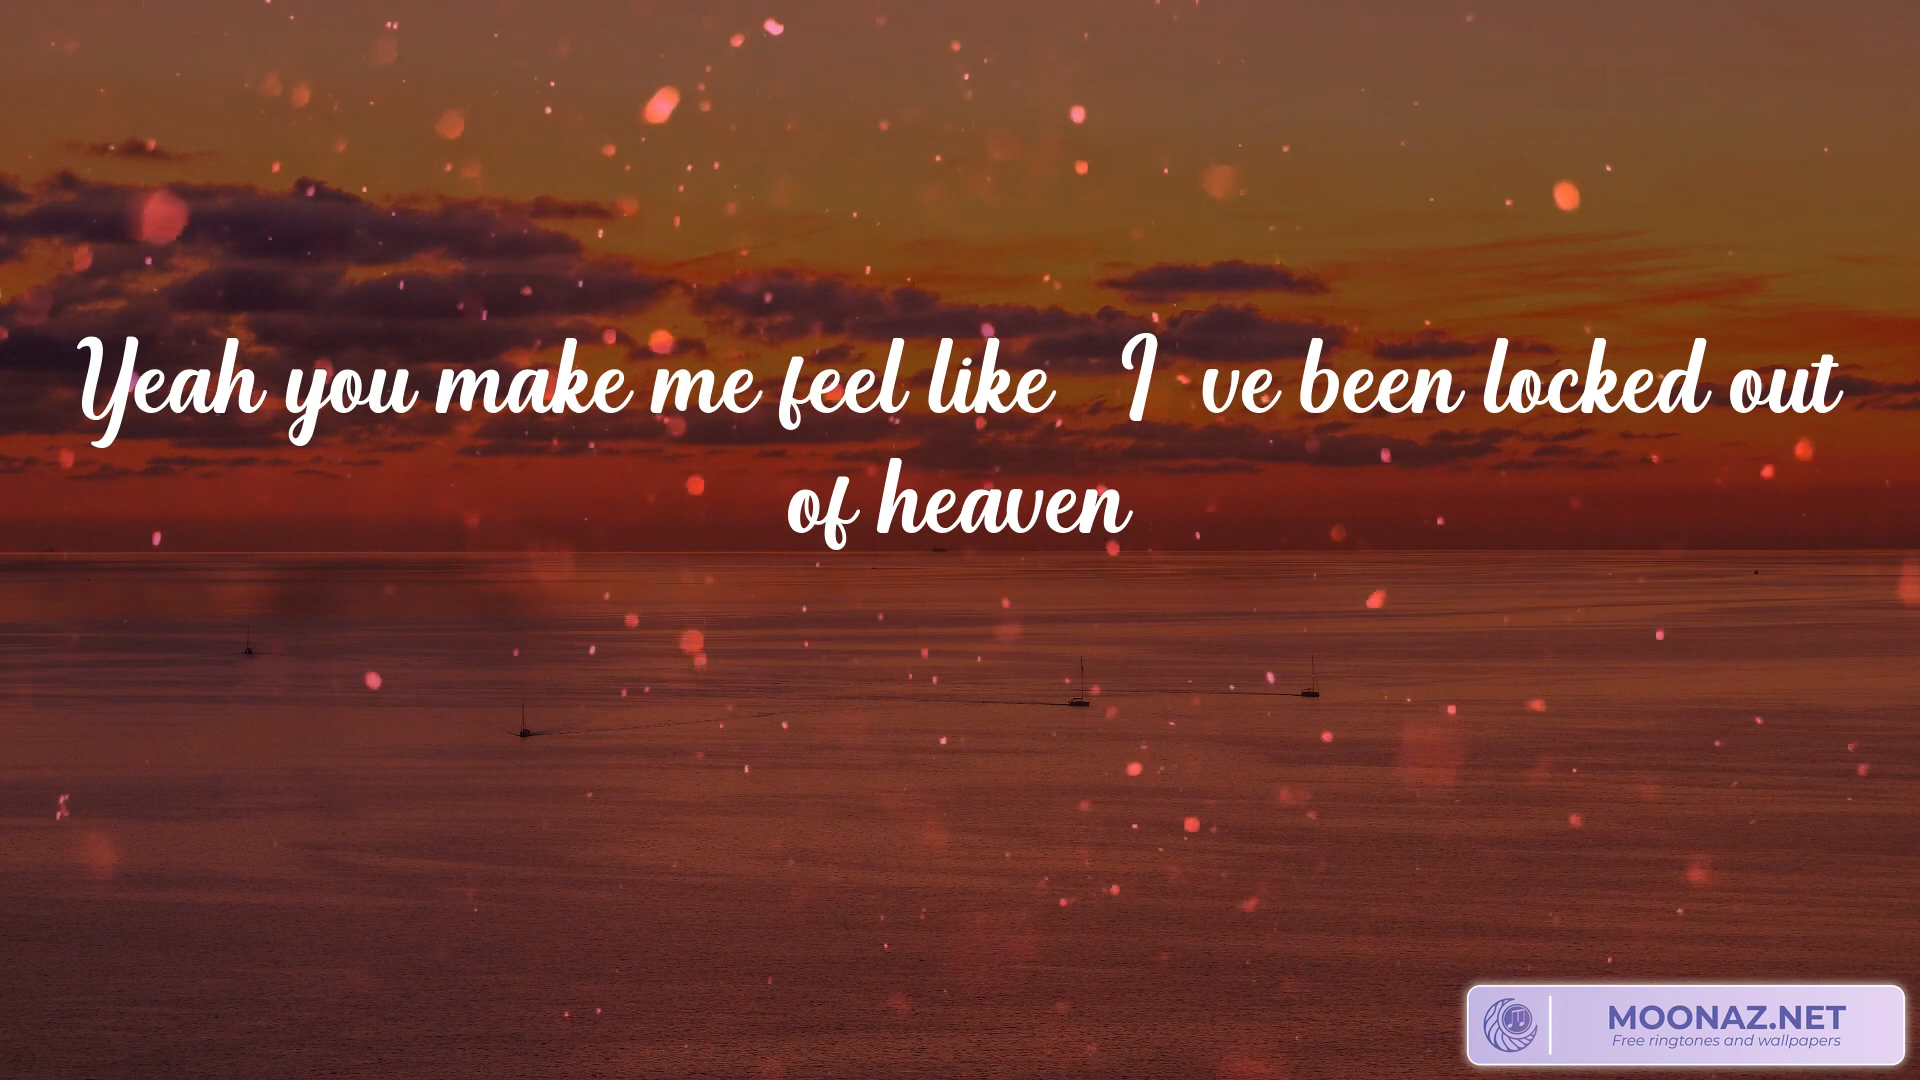 Yeah you make me feel like I ve been locked out
of heaven
MOONAZ.NET
Free ringtones and wallpapers